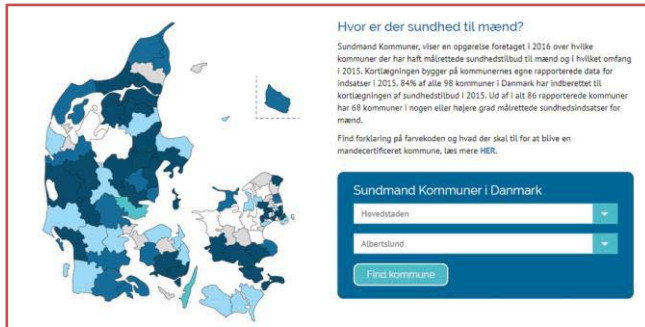 Hvor er der sundhed til mænd?
Sundmand Kommuner, viser en opgørelse foretaget i 2016 over hvilke
kommuner der har haft målrettede sundhedstilbud til mænd og i hvilket omfang
i 2015. Kortlægningen bygger på kommunernes egne rapporterede data for
indsatser i 2015. 84% af alle 98 kommuner i Danmark har indberettet til
kortlægningen af sundhedstilbud i 2015. Ud af i alt 86 rapporterede kommuner
har 68 kommuner i nogen eller højere grad målrettede sundhedsindsatser for
mænd.
Find forklaring på farvekoden og hvad der skal til for at blive en
mandecertificeret kommune, læs mere HER.
Sundmand Kommuner i Danmark
Hovedstaden
Albertslund
Find kommune